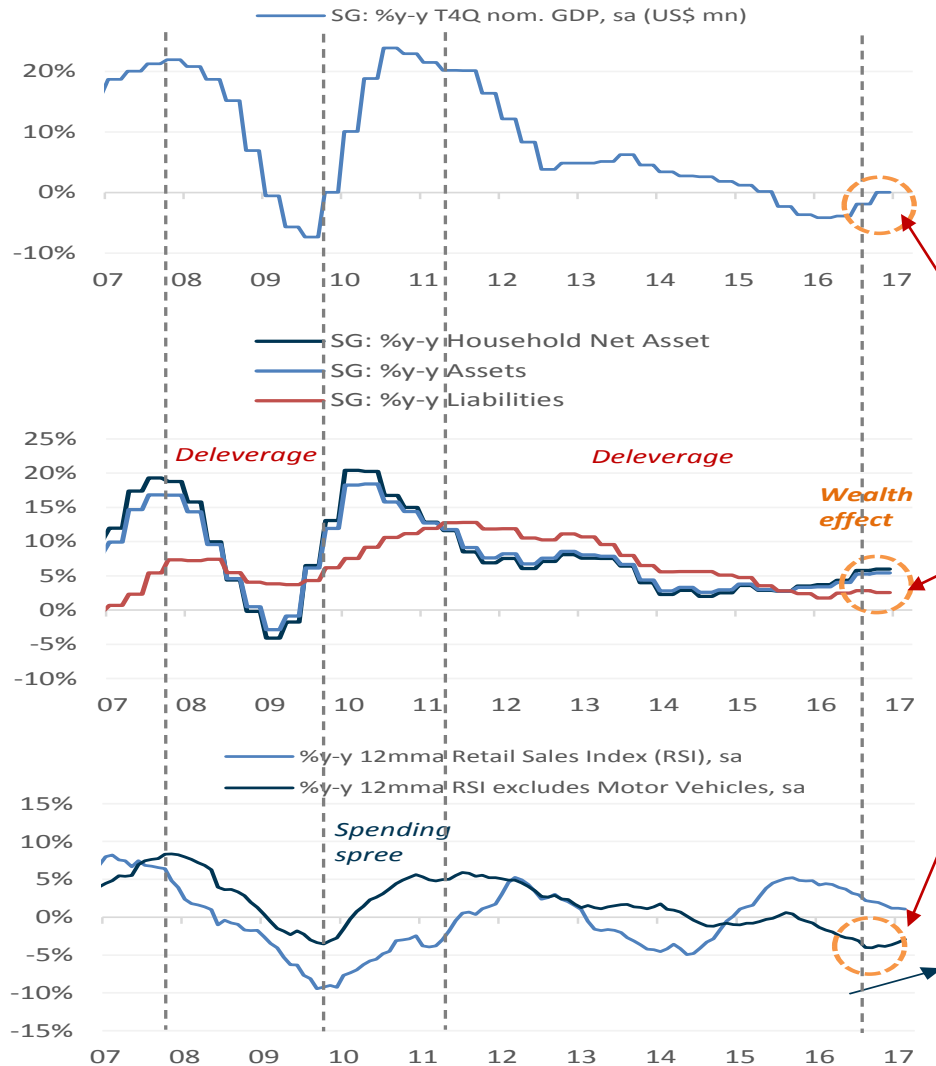 SG: %y-y T4Q nom. GDP, sa (US$ mn)
20%
10%
0%
-10%
07 08 09 10 11 12 13 14 15 16 17
SG: %y-y Household Net Asset
SG: %y-y Assets
SG: %y-y Liabilities
25%
Deleverage Deleverage
20%
Wealth
effect
15%
10%
5%
0%
-5%
-10%
07 08 09 10 11 12 13 14 15 16 17
%y-y 12mma Retail Sales Index (RSI), sa
%y-y 12mma RSI excludes Motor Vehicles, sa
15%
Spending
spree
10%
5%
0%
-5%
-10%
-15%
07 08 09 10 11 12 13 14 15 16 17